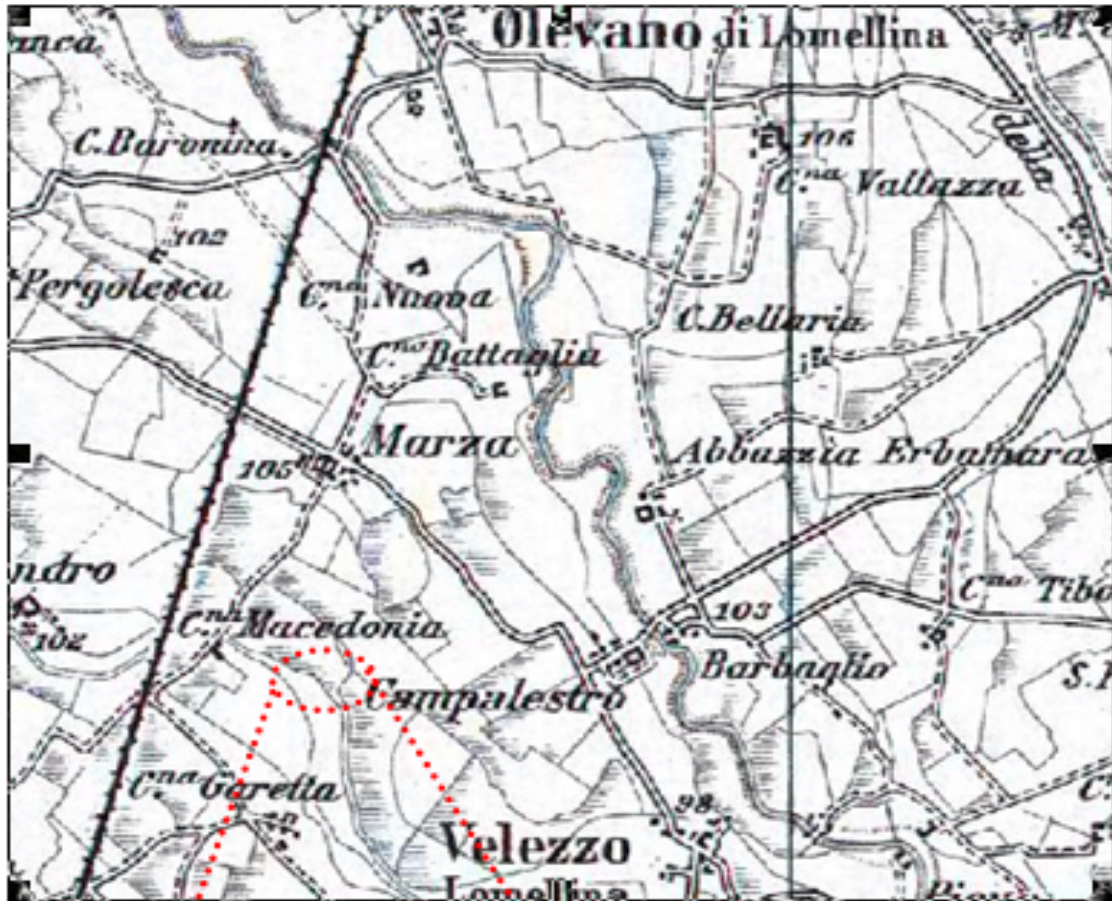 Olevano di Lomellina
della
106
C.Baronina
C.na Vallazza
102
Pergolesca
C.na Nuova
C.Bellaria
C.na Battaglia
Marza
105
Abbazzia Erbamara
ndro
102
C.na Macedonia
103
C.na Tibo
Barbaglio
Campalestro
C.na Garetta
98
Velezzo
Lomellina